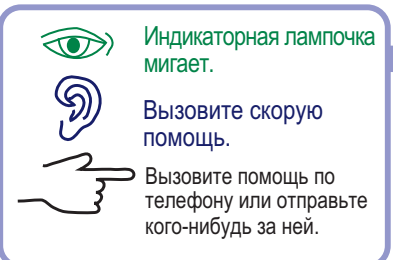 Индикаторная лампочка
мигает.
Вызовите скорую
помощь.
Вызовите помощь по
телефону или отправьте
кого-нибудь за ней.